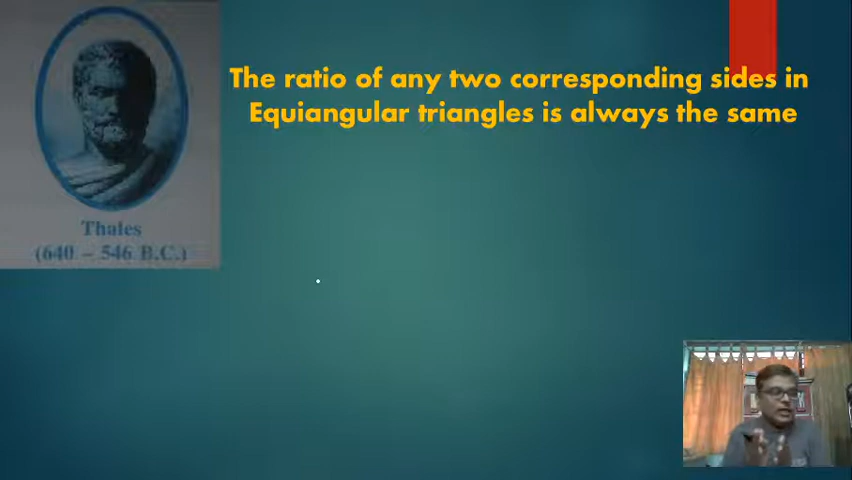 The ratio of any two corresponding sides in
Equiangular triangles is always the same
Thales
(640 – 546 B.C.)